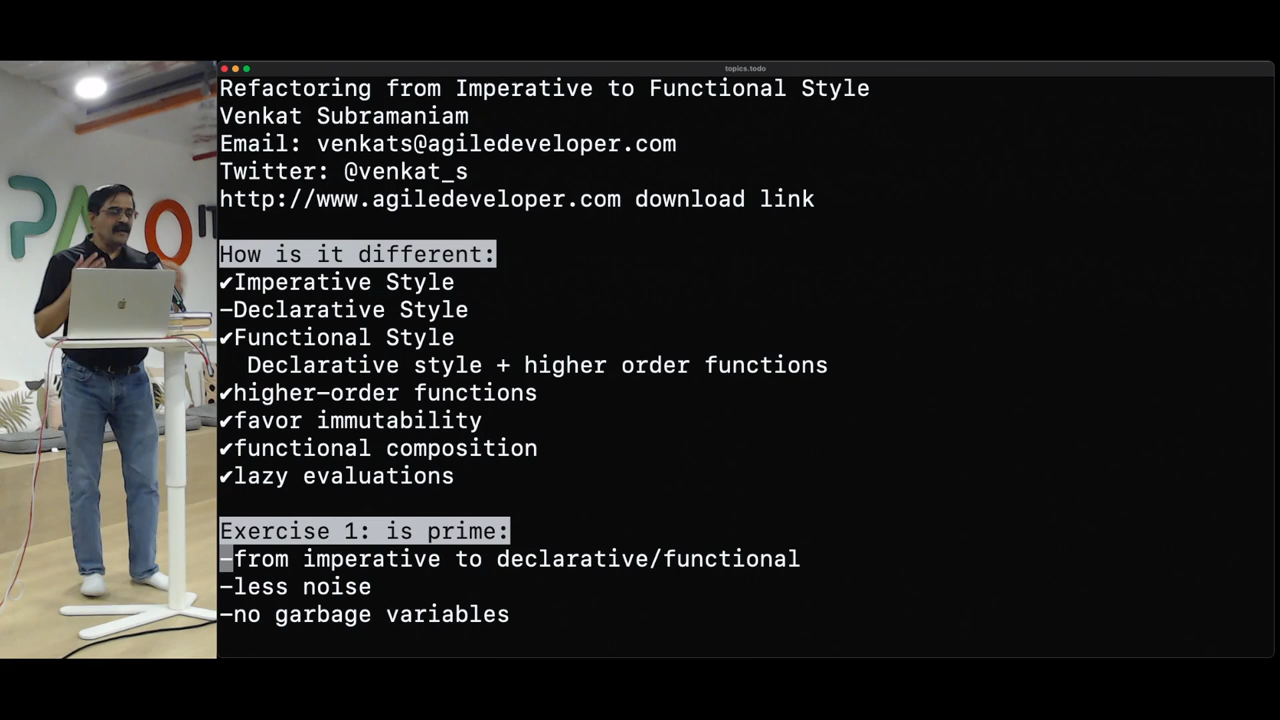 topics.todo
Refactoring from Imperative to Functional Style
Venkat Subramaniam
Email: venkats@agiledeveloper.com
Twitter: @venkat_s
http://www.agiledeveloper.com download link
How is it different:
✔Imperative Style
-Declarative Style
✔Functional Style
Declarative style + higher order functions
✔higher-order functions
✔favor immutability
✔functional composition
✔lazy evaluations
Exercise 1: is prime:
-from imperative to declarative/functional
-less noise
-no garbage variables